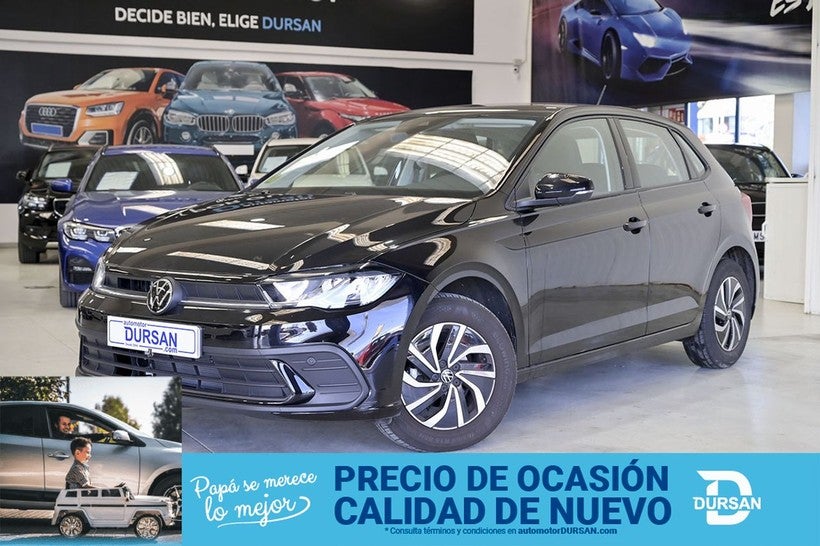 DECIDE BIEN, ELIGE DURSAN
automotor
DURSAN
.com
Papá se merece
lo mejor
PRECIO DE OCASIÓN
CALIDAD DE NUEVO
* Consulta términos y condiciones en automotorDURSAN.com
D
DURSAN